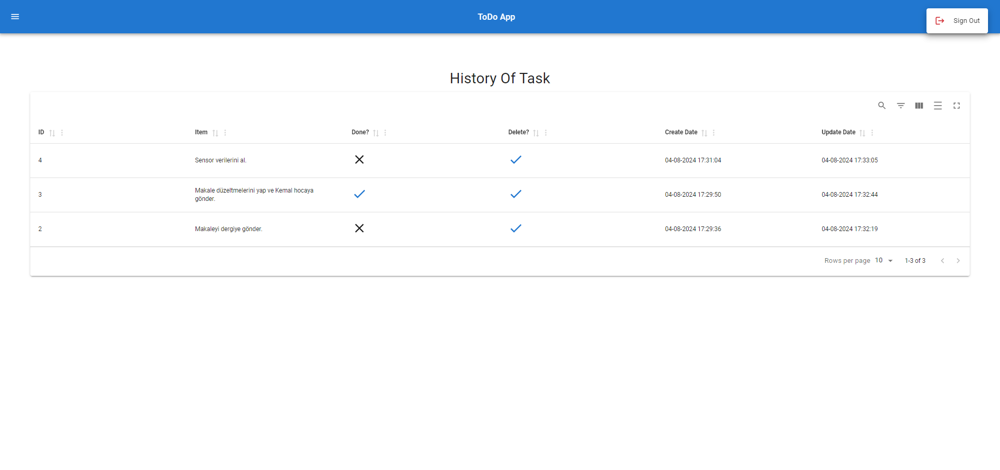 ToDo App
Sign Out
History Of Task
ID Item Done? Delete? Create Date Update Date
4 Sensor verilerini al. 04-08-2024 17:31:04 04-08-2024 17:33:05
3 Makale düzeltmelerini yap ve Kemal hocaya
gönder. 04-08-2024 17:29:50 04-08-2024 17:32:44
2 Makaleyi dergiye gönder. 04-08-2024 17:29:36 04-08-2024 17:32:19
Rows per page 10 1-3 of 3